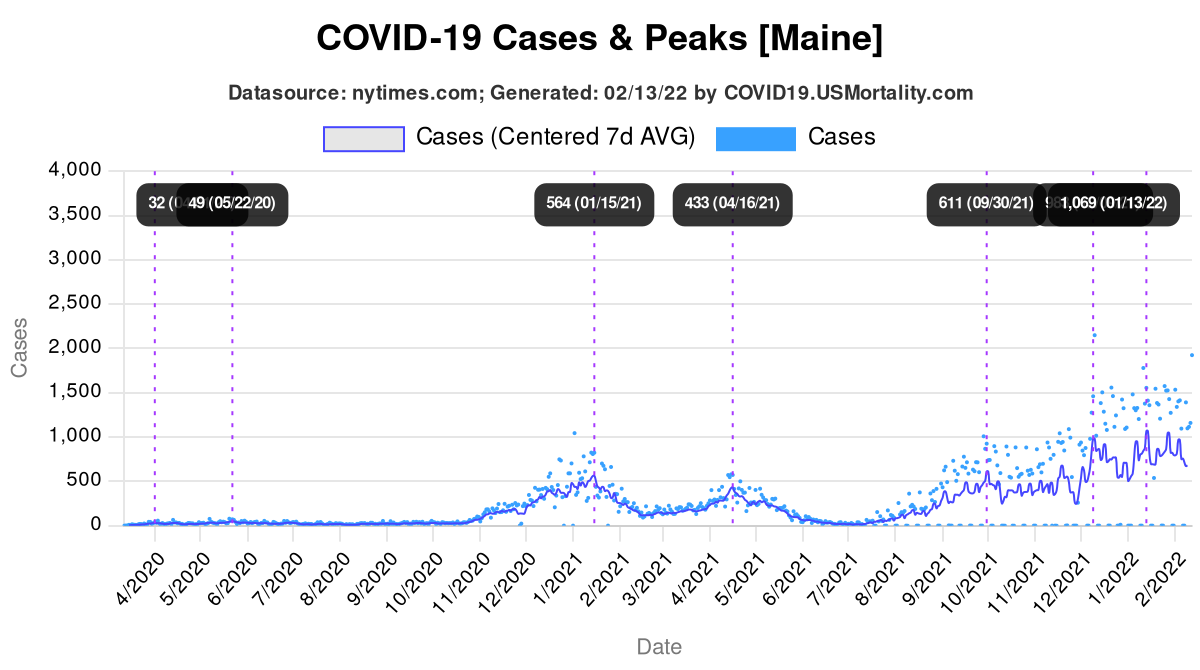 COVID-19 Cases & Peaks [Maine]
Datasource: nytimes.com; Generated: 02/13/22 by COVID19.USMortality.com
Cases (Centered 7d AVG) Cases
4,000
32 49 (05/22/20) 564 (01/15/21) 433 (04/16/21) 611 (09/30/21) 1,069 (01/13/22)
3,500
3,000
2,500
2,000
1,500
1,000
500
0
Cases
4/2020 5/2020 6/2020 7/2020 8/2020 9/2020 10/2020 11/2020 12/2020 1/2021 2/2021 3/2021 4/2021 5/2021 6/2021 7/2021 8/2021 9/2021 10/2021 11/2021 12/2021 1/2022 2/2022
Date